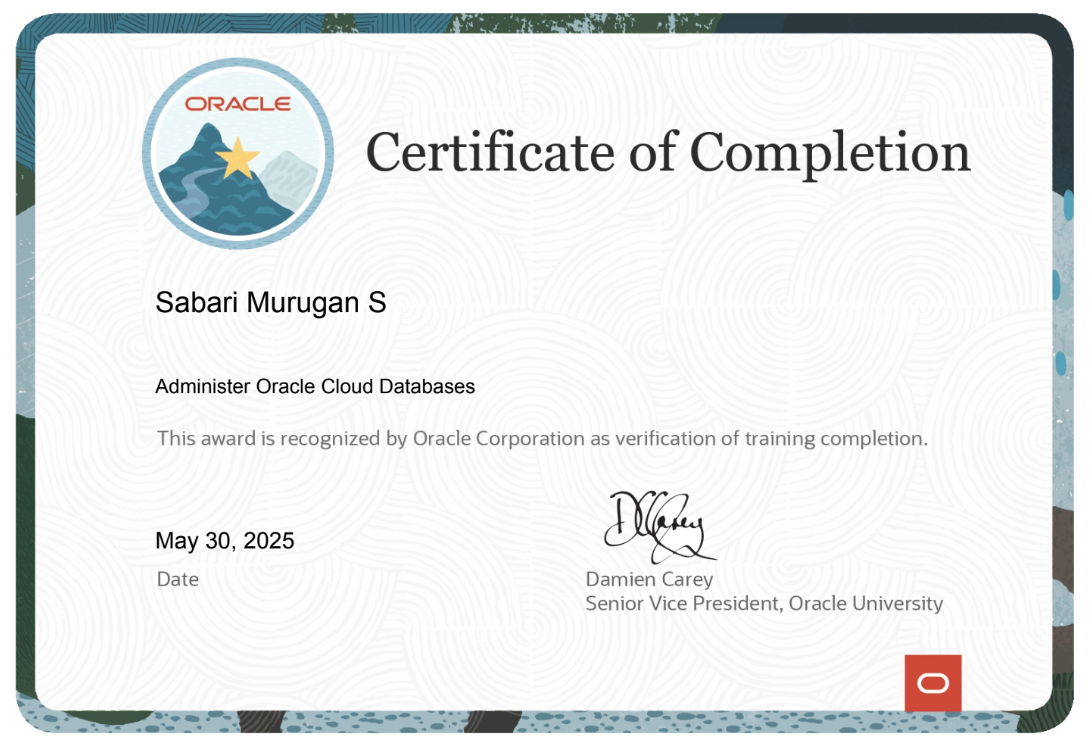 ORACLE
Certificate of Completion
Sabari Murugan S
Administer Oracle Cloud Databases
This award is recognized by Oracle Corporation as verification of training completion.
DCarey
May 30, 2025
Date
Damien Carey
Senior Vice President, Oracle University